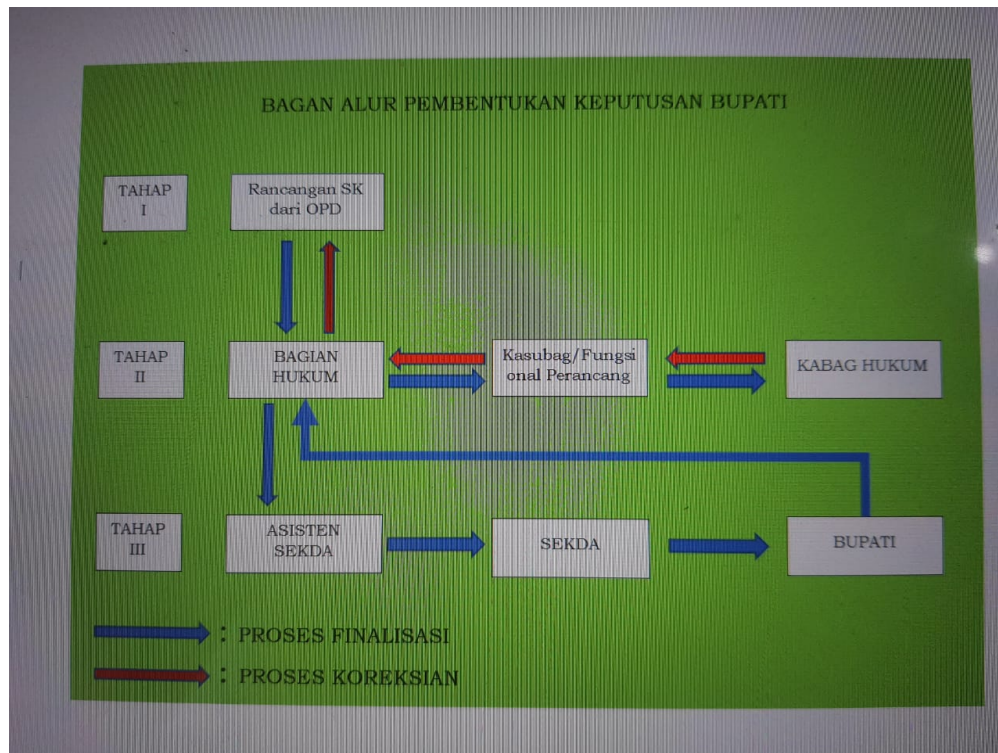 BAGAN ALUR PEMBENTUKAN KEPUTUSAN BUPATI
TAHAP
I
Rancangan SK
dari OPD
TAHAP
II
BAGIAN
HUKUM
Kasubag/Fungsi
onal Perancang
KABAG HUKUM
TAHAP
III
ASISTEN
SEKDA
SEKDA
BUPATI
: PROSES FINALISASI
: PROSES KOREKSIAN